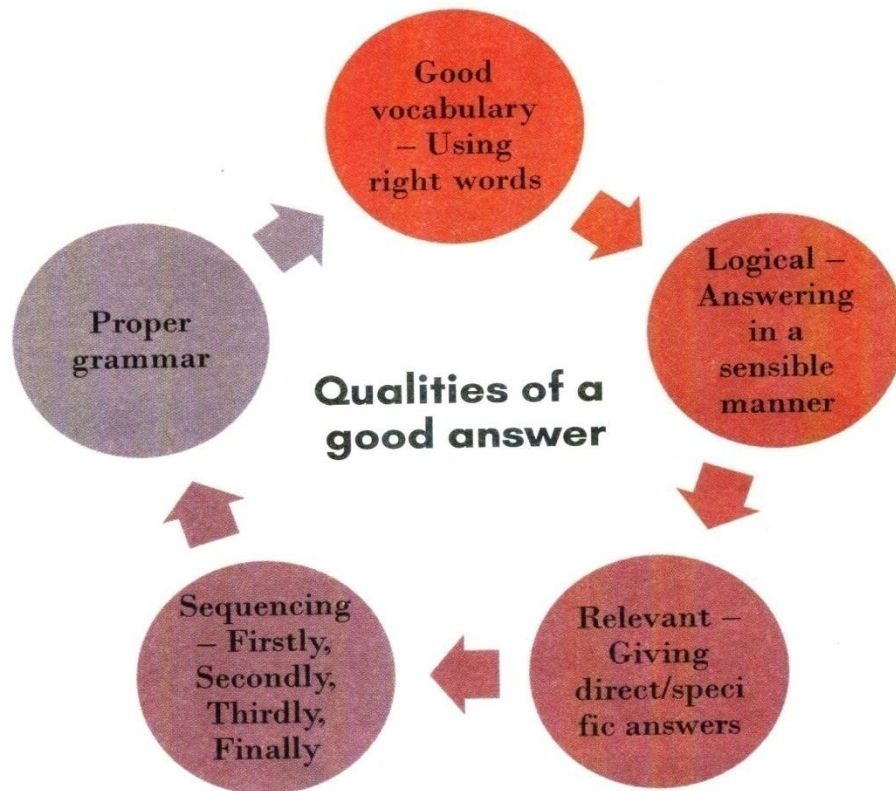 Good
vocabulary
– Using
right words
Logical –
Answering
in a
sensible
manner
Relevant –
Giving
direct/speci
fic answers
Sequencing
– Firstly,
Secondly,
Thirdly,
Finally
Proper
grammar
Qualities of a
good answer